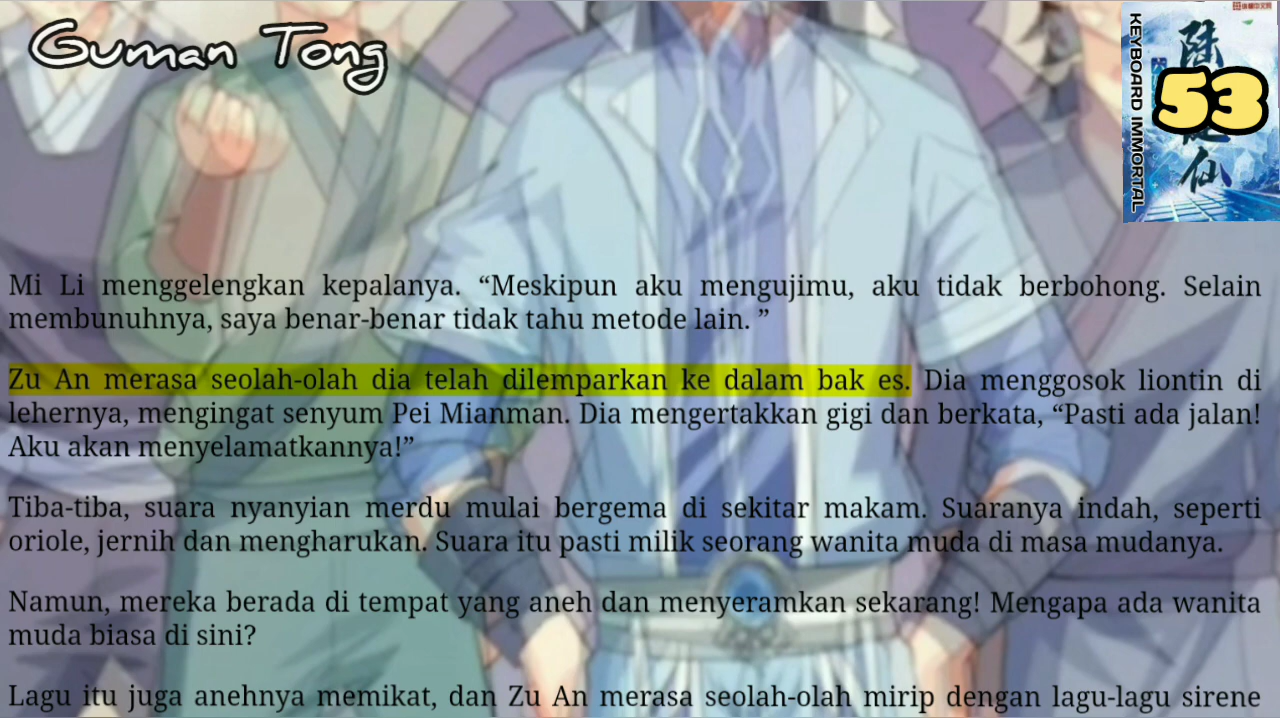 Guman Tong
KEYBOARD IMMORTAL
53
仙
Mi Li menggelengkan kepalanya. “Meskipun aku mengujimu, aku tidak berbohong. Selain
membunuhnya, saya benar-benar tidak tahu metode lain. ”
Zu An merasa seolah-olah dia telah dilemparkan ke dalam bak es. Dia menggosok liontin di
lehernya, mengingat senyum Pei Mianman. Dia mengertakkan gigi dan berkata, “Pasti ada jalan!
Aku akan menyelamatkannya!”
Tiba-tiba, suara nyanyian merdu mulai bergema di sekitar makam. Suaranya indah, seperti
oriole, jernih dan mengharukan. Suara itu pasti milik seorang wanita muda di masa mudanya.
Namun, mereka berada di tempat yang aneh dan menyeramkan sekarang! Mengapa ada wanita
muda biasa di sini?
Lagu itu juga anehnya memikat, dan Zu An merasa seolah-olah mirip dengan lagu-lagu sirene